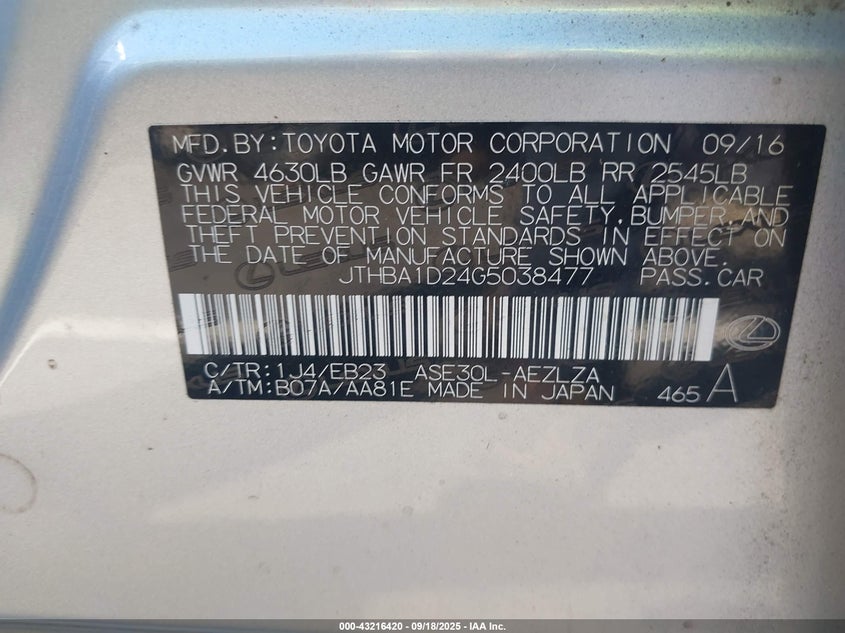 MFD.BY:TOYOTA MOTOR CORPORATION 09/16
GVWR 4630LB GAWR FR 2400LB RR 2545LB
THIS VEHICLE CONFORMS TO ALL APPLICABLE
FEDERAL MOTOR VEHICLE SAFETY,BUMPER,AND
THEFT PREVENTION STANDARDS IN EFFECT ON
THE DATE OF MANUFACTURE SHOWN ABOVE.
JTHBA1D24G5038477 PASS.CAR
C/TR:1J4/EB23 ASE30L-AEZLZA
A/TM:B07A/AA81E MADE IN JAPAN 465 A
000-43216420 - 09/18/2025 - IAA Inc.